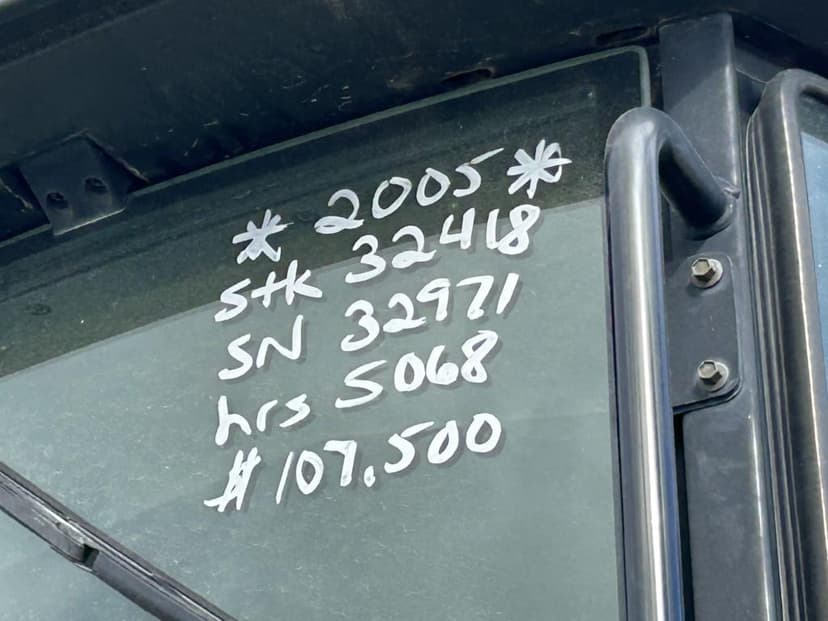 * 2005 *
Stk 32418
SN 32971
hrs 5068
$107,500